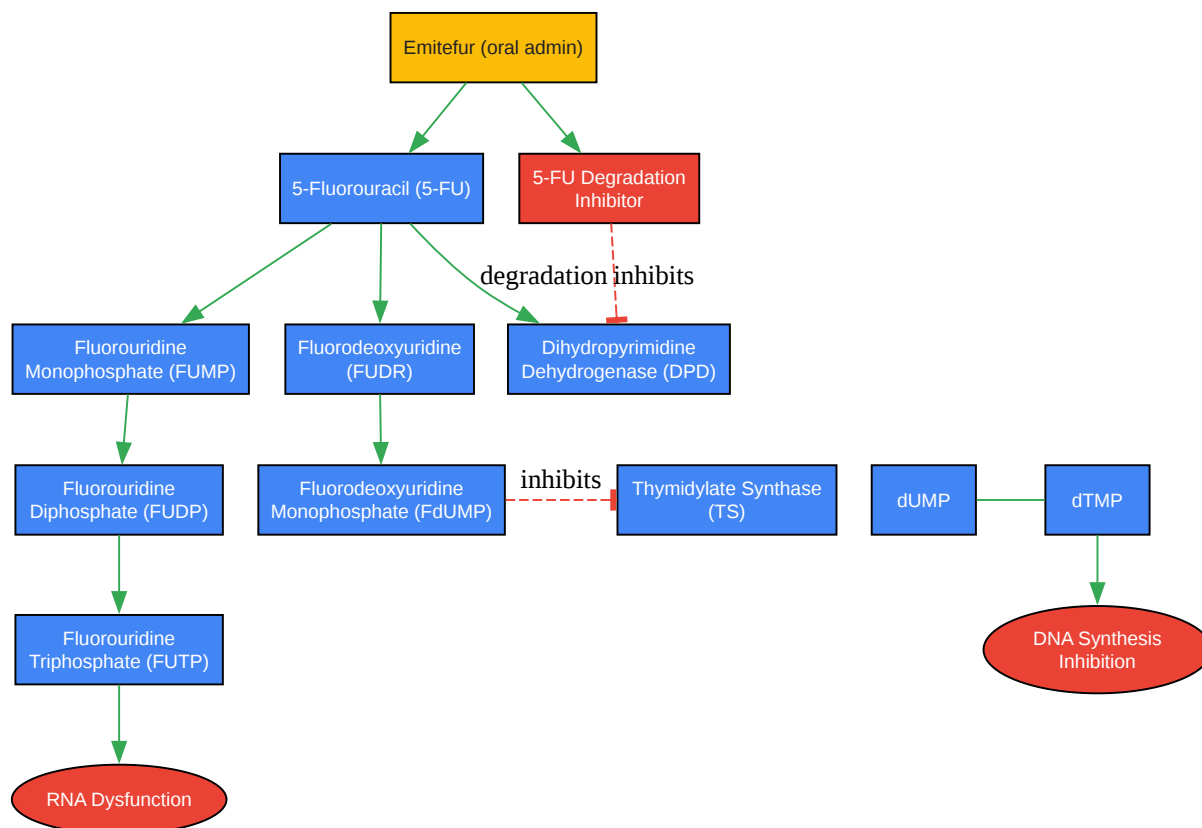 Emitefur (oral admin)
5-Fluorouracil (5-FU)
5-FU Degradation
Inhibitor
degradation
inhibits
Fluorouridine
Monophosphate (FUMP)
Fluorodeoxyuridine
(FUDR)
Dihydropyrimidine
Dehydrogenase (DPD)
Fluorouridine
Diphosphate (FUDP)
Fluorodeoxyuridine
Monophosphate (FdUMP)
inhibits
Thymidylate Synthase
(TS)
dUMP
dTMP
Fluorouridine
Triphosphate (FUTP)
DNA Synthesis
Inhibition
RNA Dysfunction